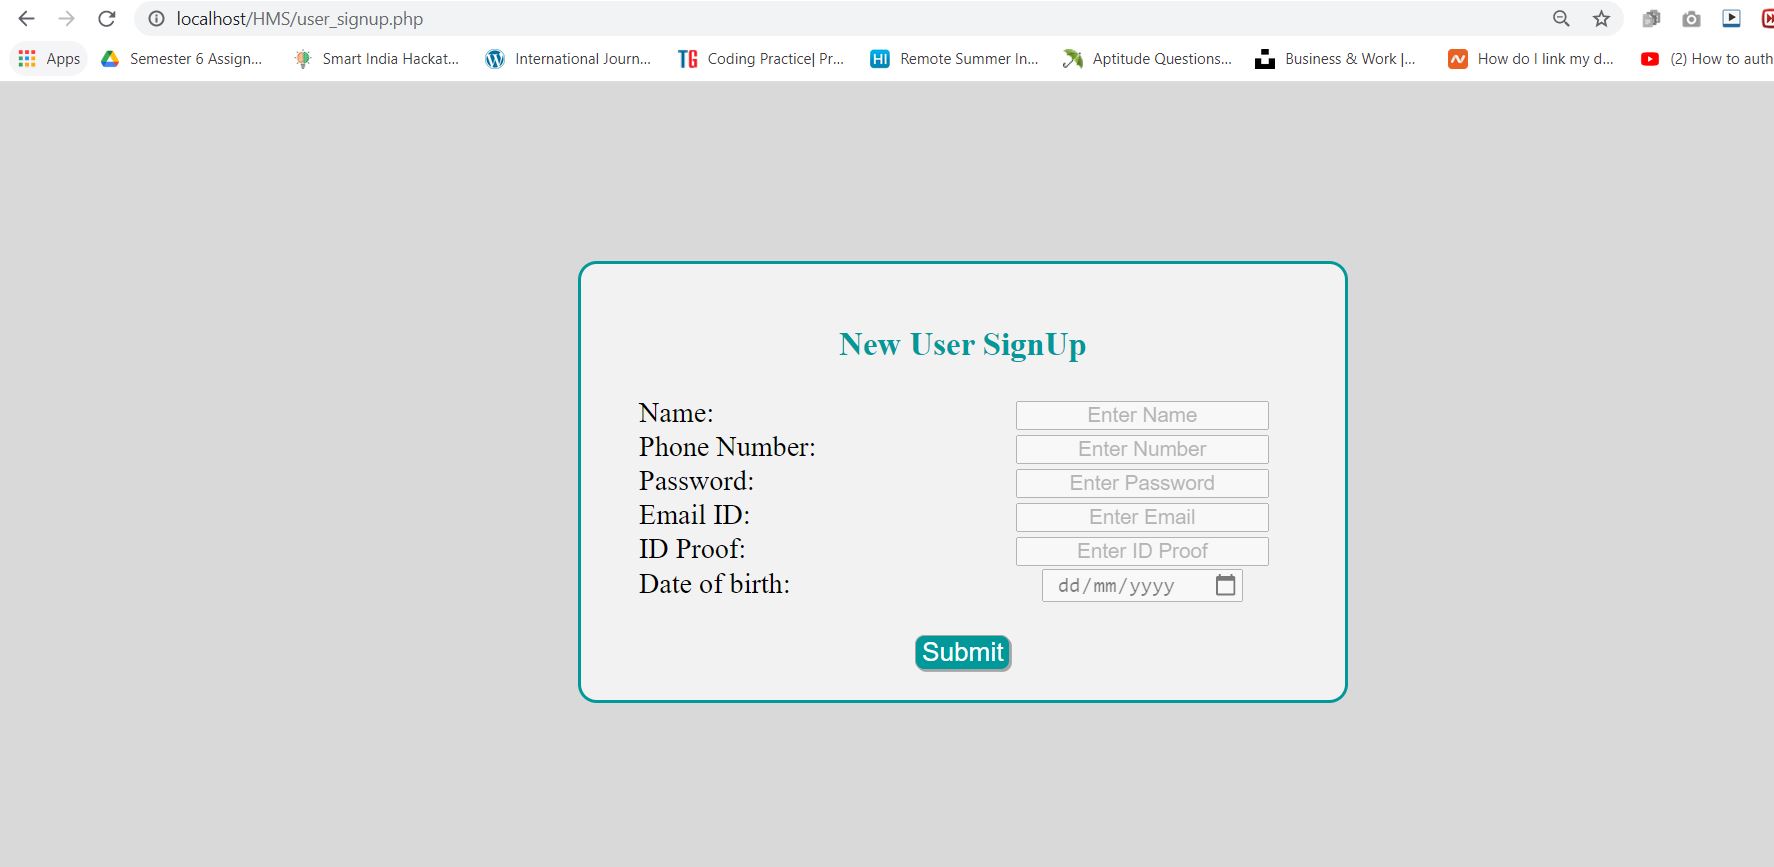 localhost/HMS/user_signup.php
Apps Semester 6 Assign... Smart India Hackat... International Journ... TG Coding Practice| Pr... HI Remote Summer In... Aptitude Questions... Business & Work |... How do I link my d... (2) How to auth
New User SignUp
Name: Enter Name
Phone Number: Enter Number
Password: Enter Password
Email ID: Enter Email
ID Proof: Enter ID Proof
Date of birth: dd/mm/yyyy
Submit